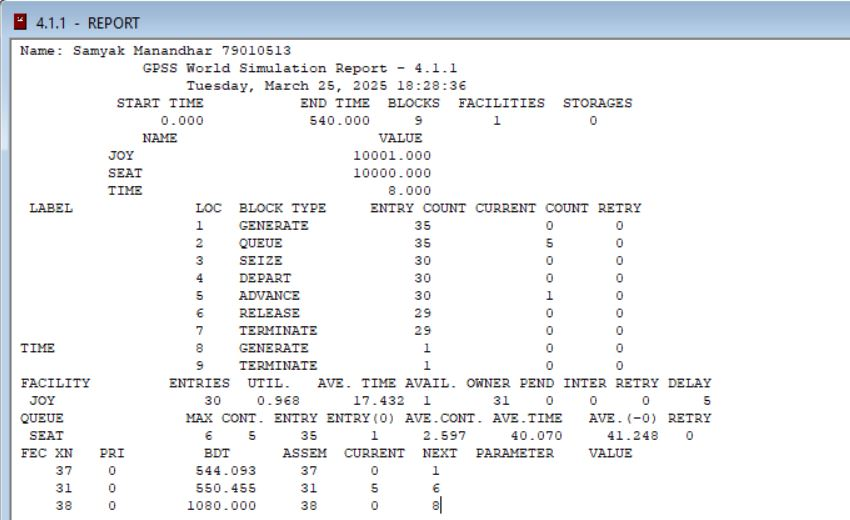 4.1.1 - REPORT
Name: Samyak Manandhar 79010513
GPSS World Simulation Report - 4.1.1
Tuesday, March 25, 2025 18:28:36
START TIME END TIME BLOCKS FACILITIES STORAGES
0.000 540.000 9 1 0
NAME VALUE
JOY 10001.000
SEAT 10000.000
TIME 8.000
LABEL LOC BLOCK TYPE ENTRY COUNT CURRENT COUNT RETRY
1 GENERATE 35 0 0
2 QUEUE 35 5 0
3 SEIZE 30 0 0
4 DEPART 30 0 0
5 ADVANCE 30 1 0
6 RELEASE 29 0 0
7 TERMINATE 29 0 0
TIME 8 GENERATE 1 0 0
9 TERMINATE 1 0 0
FACILITY ENTRIES UTIL. AVE. TIME AVAIL. OWNER PEND INTER RETRY DELAY
JOY 30 0.968 17.432 1 31 0 0 0 5
QUEUE MAX CONT. ENTRY ENTRY(0) AVE.CONT. AVE.TIME AVE.(-0) RETRY
SEAT 6 5 35 1 2.597 40.070 41.248 0
FEC XN PRI BDT ASSEM CURRENT NEXT PARAMETER VALUE
37 0 544.093 37 0 1
31 0 550.455 31 5 6
38 0 1080.000 38 0 8